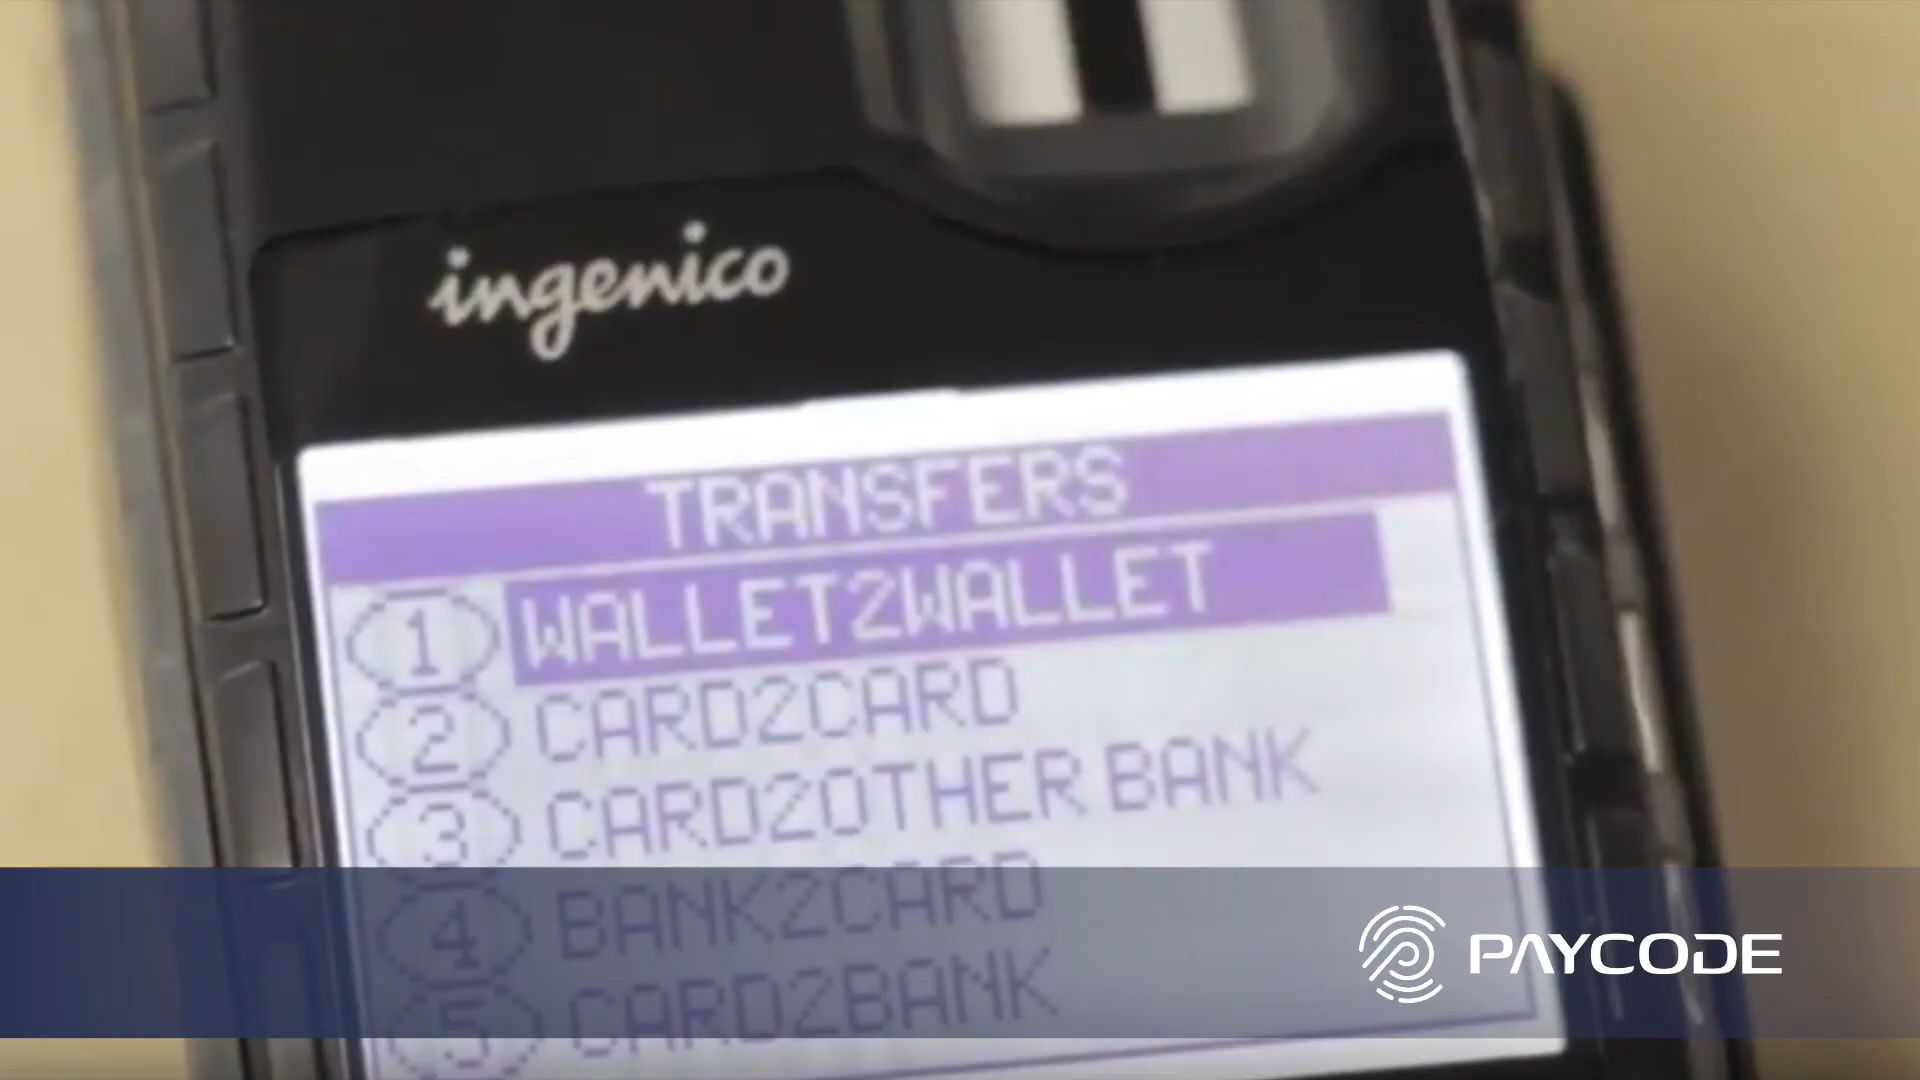 ingenico
TRANSFERS
1 WALLET2WALLET
2 CARD2CARD
3 CARD2OTHER BANK
4 BANK2CARD
5 CARD2BANK
PAYCODE